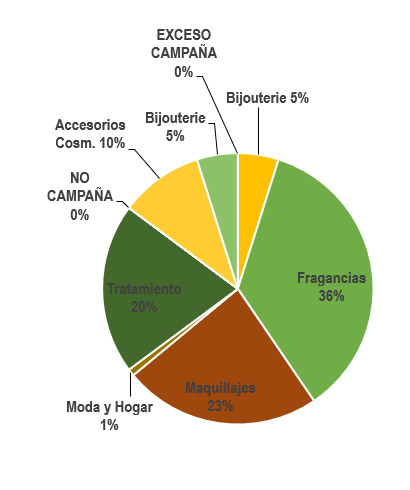 EXCESO
CAMPAÑA
0%
Bijouterie 5%
Bijouterie
5%
Accesorios
Cosm. 10%
NO
CAMPAÑA
0%
Fragancias
36%
Tratamiento
20%
Maquillajes
23%
Moda y Hogar
1%